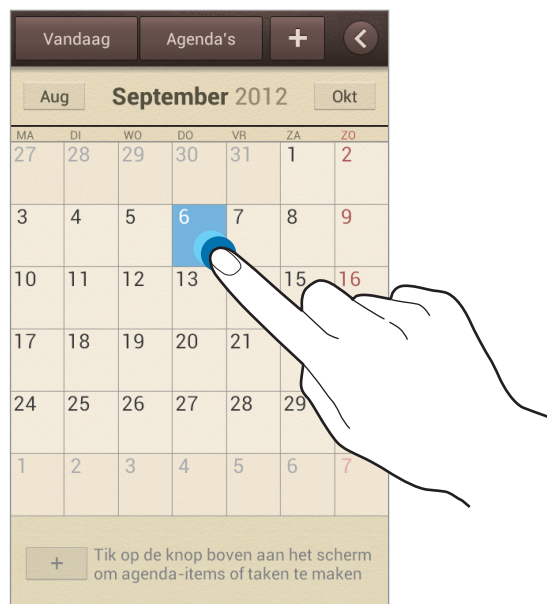 Vandaag Agenda's +
Aug September 2012 Okt
MA DI WO DO VR ZA ZO
27 28 29 30 31 1 2
3 4 5 6 7 8 9
10 11 12 13 15 16
17 18 19 20 21
24 25 26 27 28 29
1 2 3 4 5 6 7
+ Tik op de knop boven aan het scherm
om agenda-items of taken te maken